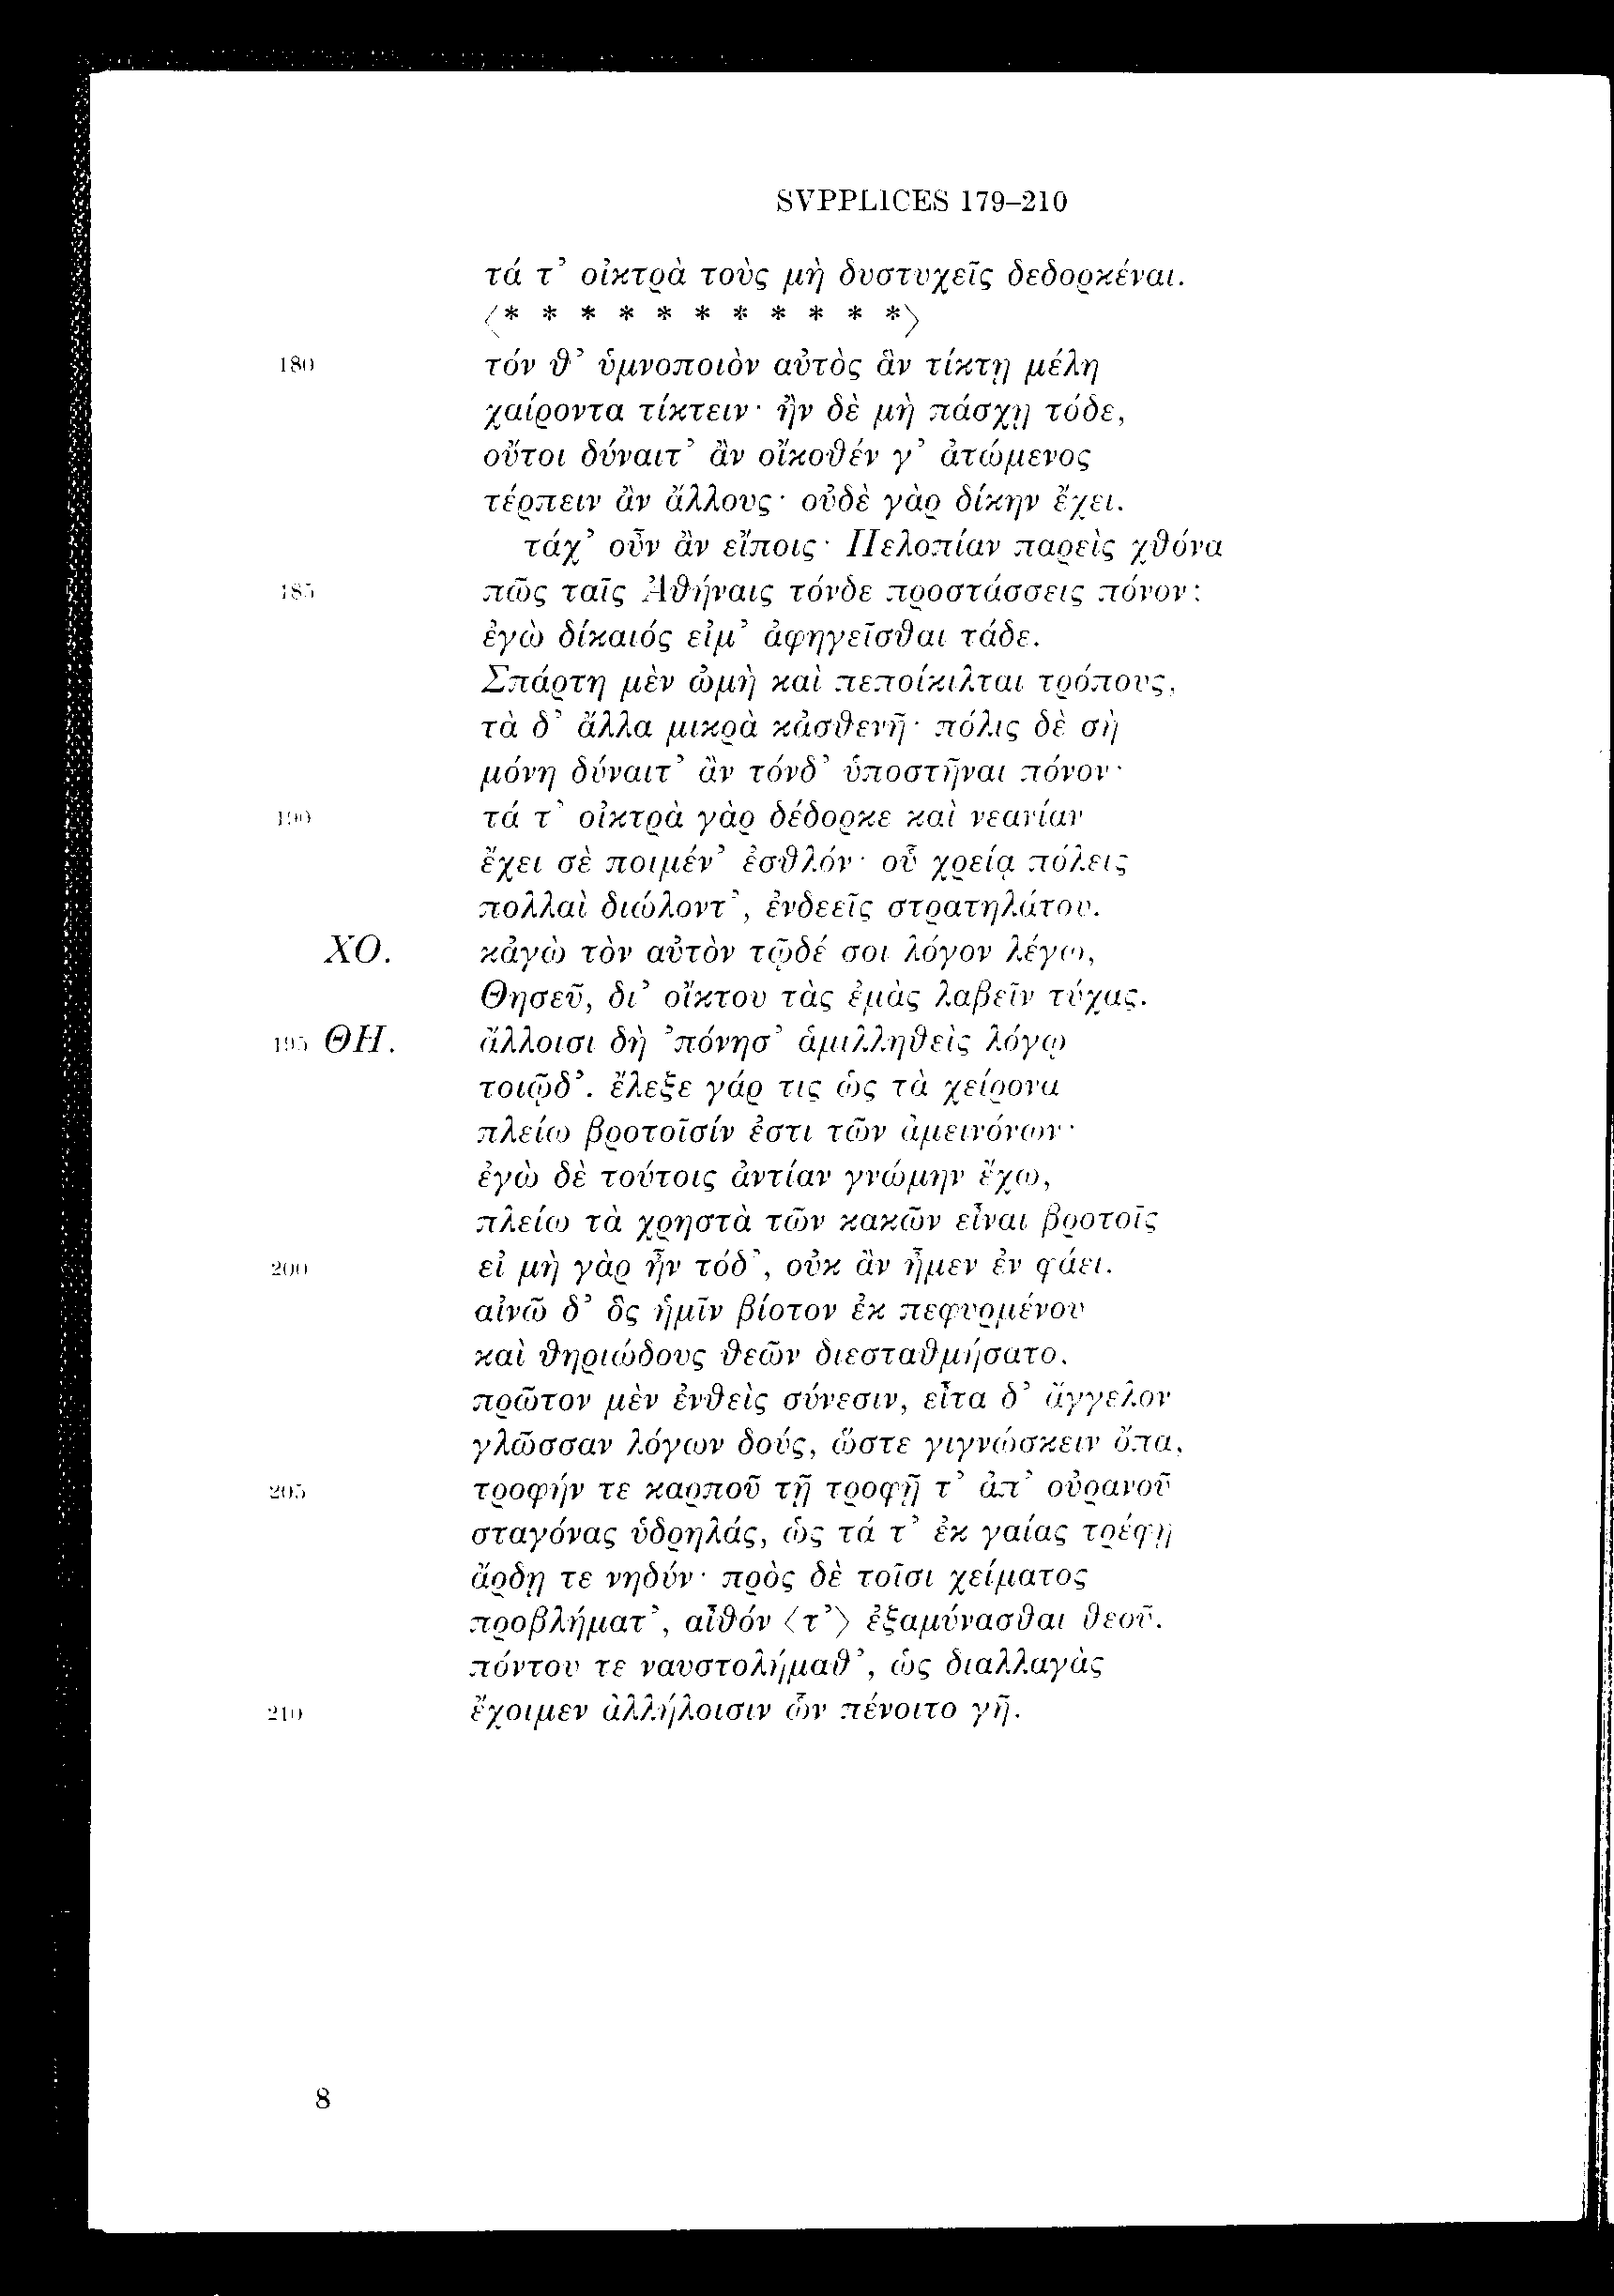 SVPPLICES 179–210
τά τ’ οἰκτρὰ τοὺς μὴ δυστυχεῖς δεδορκέναι.
⟨* * * * * * * * * * *⟩
180 τόν θ’ ὑμνοποιὸν αὐτὸς ἃν τίκτῃ μέλη
χαίροντα τίκτειν· ἢν δὲ μὴ πάσχῃ τόδε,
οὔτοι δύναιτ’ ἂν οἴκοθέν γ’ ἀτώμενος
τέρπειν ἂν ἄλλους· οὐδὲ γὰρ δίκην ἔχει.
τάχ’ οὖν ἂν εἴποις· Πελοπίαν παρεὶς χθόνα
185 πῶς ταῖς Ἀθήναις τόνδε προστάσσεις πόνον;
ἐγὼ δίκαιός εἰμ’ ἀφηγεῖσθαι τάδε.
Σπάρτη μὲν ὠμὴ καὶ πεποίκιλται τρόπους,
τὰ δ’ ἄλλα μικρὰ κἀσθενῆ· πόλις δὲ σὴ
μόνη δύναιτ’ ἂν τόνδ’ ὑποστῆναι πόνον·
190 τά τ’ οἰκτρὰ γὰρ δέδορκε καὶ νεανίαν
ἔχει σὲ ποιμέν’ ἐσθλόν· οὗ χρείᾳ πόλεις
πολλαὶ διώλοντ’, ἐνδεεῖς στρατηλάτου.
ΧΟ. κἀγὼ τὸν αὐτὸν τῷδέ σοι λόγον λέγω,
Θησεῦ, δι’ οἴκτου τὰς ἐμὰς λαβεῖν τύχας.
195 ΘΗ. ἄλλοισι δὴ ’πόνησ’ ἁμιλληθεὶς λόγῳ
τοιῷδ’. ἔλεξε γάρ τις ὡς τὰ χείρονα
πλείω βροτοῖσίν ἐστι τῶν ἀμεινόνων·
ἐγὼ δὲ τούτοις ἀντίαν γνώμην ἔχω,
πλείω τὰ χρηστὰ τῶν κακῶν εἶναι βροτοῖς
200 εἰ μὴ γὰρ ἦν τόδ’, οὐκ ἂν ἦμεν ἐν φάει.
αἰνῶ δ’ ὃς ἡμῖν βίοτον ἐκ πεφυρμένου
καὶ θηριώδους θεῶν διεσταθμήσατο,
πρῶτον μὲν ἐνθεὶς σύνεσιν, εἶτα δ’ ἄγγελον
γλῶσσαν λόγων δούς, ὥστε γιγνώσκειν ὄπα,
205 τροφήν τε καρποῦ τῇ τροφῇ τ’ ἀπ’ οὐρανοῦ
σταγόνας ὑδρηλάς, ὡς τά τ’ ἐκ γαίας τρέφῃ
ἄρδῃ τε νηδύν· πρὸς δὲ τοῖσι χείματος
προβλήματ’, αἶθόν ⟨τ’⟩ ἐξαμύνασθαι θεοῦ,
πόντου τε ναυστολήμαθ’, ὡς διαλλαγὰς
210 ἔχοιμεν ἀλλήλοισιν ὧν πένοιτο γῆ.
8